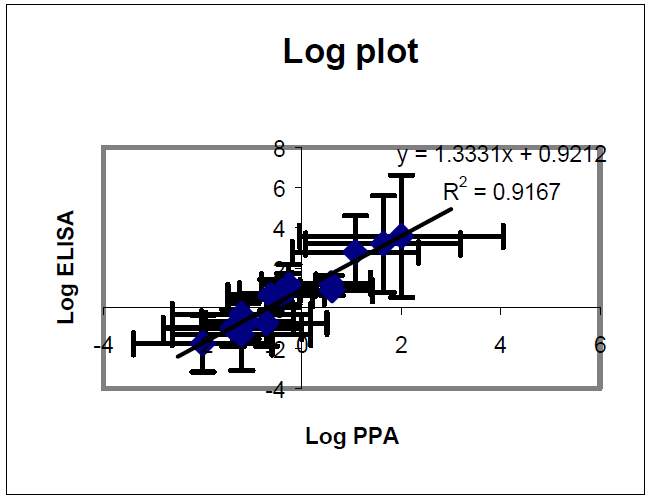 Log plot
8
y = 1.3331x + 0.9212
6
R² = 0.9167
4
2
Log ELISA
-4
-2
0
2
4
6
-2
-4
Log PPA